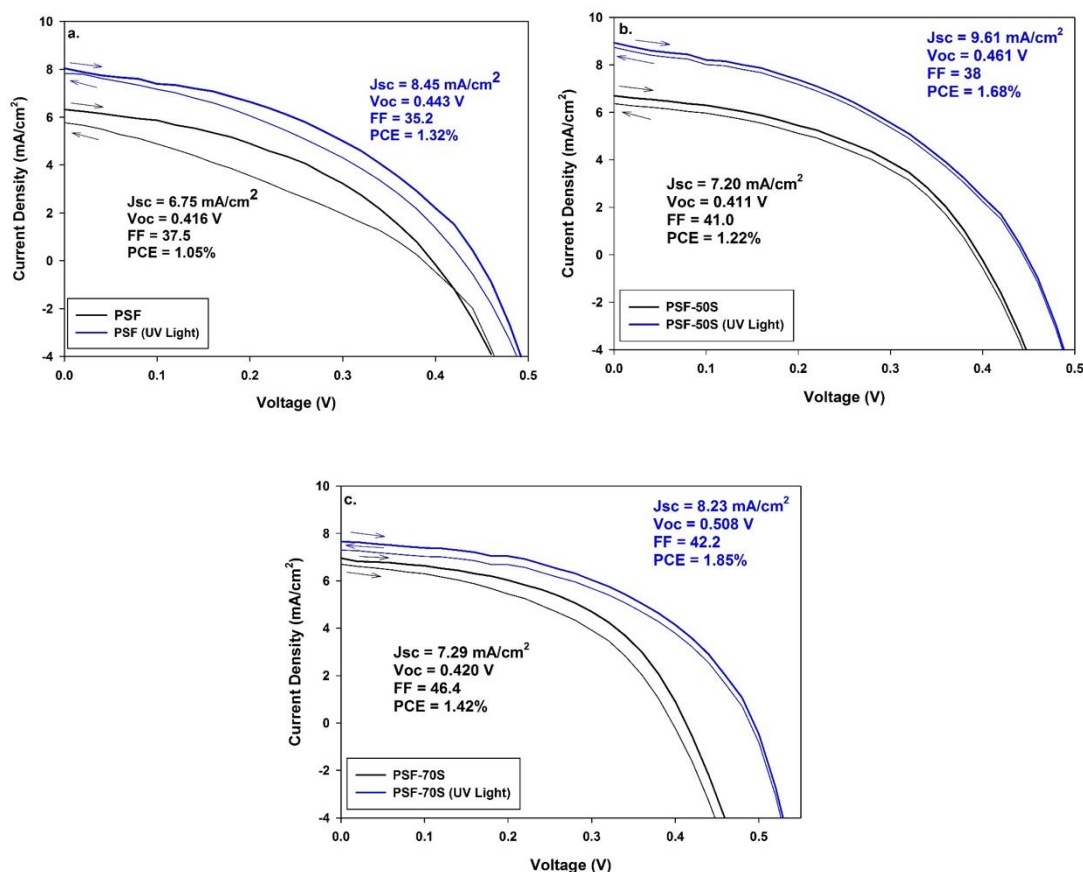 a.
Jsc = 8.45 mA/cm2
Voc = 0.443 V
FF = 35.2
PCE = 1.32%
Jsc = 6.75 mA/cm2
Voc = 0.416 V
FF = 37.5
PCE = 1.05%
PSF
PSF (UV Light)
10
8
6
4
2
0
-2
-4
0.0 0.1 0.2 0.3 0.4 0.5
Voltage (V)
Current Density (mA/cm2)
b.
Jsc = 9.61 mA/cm2
Voc = 0.461 V
FF = 38
PCE = 1.68%
Jsc = 7.20 mA/cm2
Voc = 0.411 V
FF = 41.0
PCE = 1.22%
PSF-50S
PSF-50S (UV Light)
10
8
6
4
2
0
-2
-4
0.0 0.1 0.2 0.3 0.4 0.5
Voltage (V)
Current Density (mA/cm2)
c.
Jsc = 8.23 mA/cm2
Voc = 0.508 V
FF = 42.2
PCE = 1.85%
Jsc = 7.29 mA/cm2
Voc = 0.420 V
FF = 46.4
PCE = 1.42%
PSF-70S
PSF-70S (UV Light)
10
8
6
4
2
0
-2
-4
0.0 0.1 0.2 0.3 0.4 0.5
Voltage (V)
Current Density (mA/cm2)